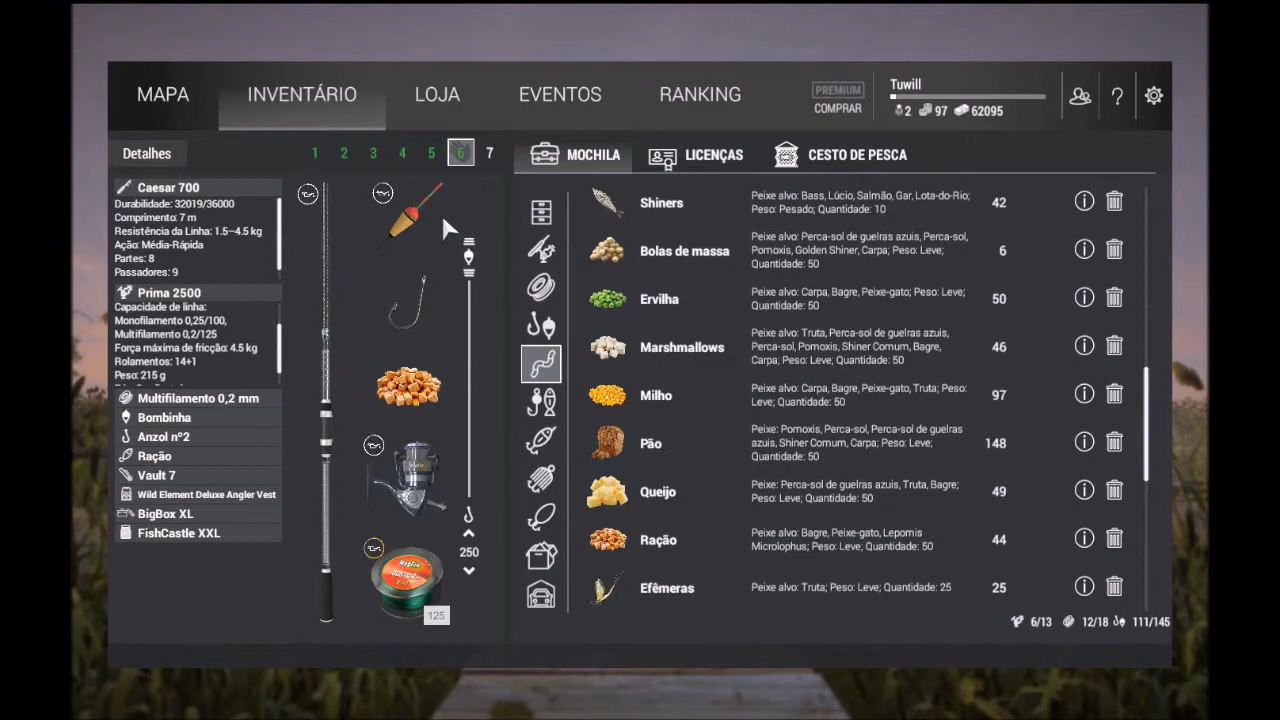 MAPA
INVENTÁRIO
LOJA
EVENTOS
RANKING
PREMIUM
COMPRAR
Tuwill
2 97 62095
?
Detalhes
1 2 3 4 5 6 7
MOCHILA
LICENÇAS
CESTO DE PESCA
Caesar 700
Durabilidade: 32019/36000
Comprimento: 7 m
Resistência da Linha: 1.5–4.5 kg
Ação: Média-Rápida
Partes: 8
Passadores: 9
Prima 2500
Capacidade de linha:
Monofilamento 0,25/100,
Multifilamento 0,2/125
Força máxima de fricção: 4.5 kg
Rolamentos: 14+1
Peso: 215 g
Multifilamento 0,2 mm
Bombinha
Anzol nº2
Ração
Vault 7
Wild Element Deluxe Angler Vest
BigBox XL
FishCastle XXL
250
125
Shiners
Peixe alvo: Bass, Lúcio, Salmão, Gar, Lota-do-Rio;
Peso: Pesado; Quantidade: 10
42
Bolas de massa
Peixe alvo: Perca-sol de guelras azuis, Perca-sol,
Pomoxis, Golden Shiner, Carpa; Peso: Leve;
Quantidade: 50
6
Ervilha
Peixe alvo: Carpa, Bagre, Peixe-gato; Peso: Leve;
Quantidade: 50
50
Marshmallows
Peixe alvo: Truta, Perca-sol de guelras azuis,
Perca-sol, Pomoxis, Shiner Comum, Bagre,
Carpa; Peso: Leve; Quantidade: 50
46
Milho
Peixe alvo: Carpa, Bagre, Peixe-gato, Truta; Peso:
Leve; Quantidade: 50
97
Pão
Peixe: Pomoxis, Perca-sol, Perca-sol de guelras
azuis, Shiner Comum, Carpa; Peso: Leve;
Quantidade: 50
148
Queijo
Peixe: Perca-sol de guelras azuis, Truta, Bagre;
Peso: Leve; Quantidade: 50
49
Ração
Peixe alvo: Bagre, Peixe-gato, Lepomis
Microlophus; Peso: Leve; Quantidade: 50
44
Efêmeras
Peixe alvo: Truta; Peso: Leve; Quantidade: 25
25
6/13 12/18 111/145